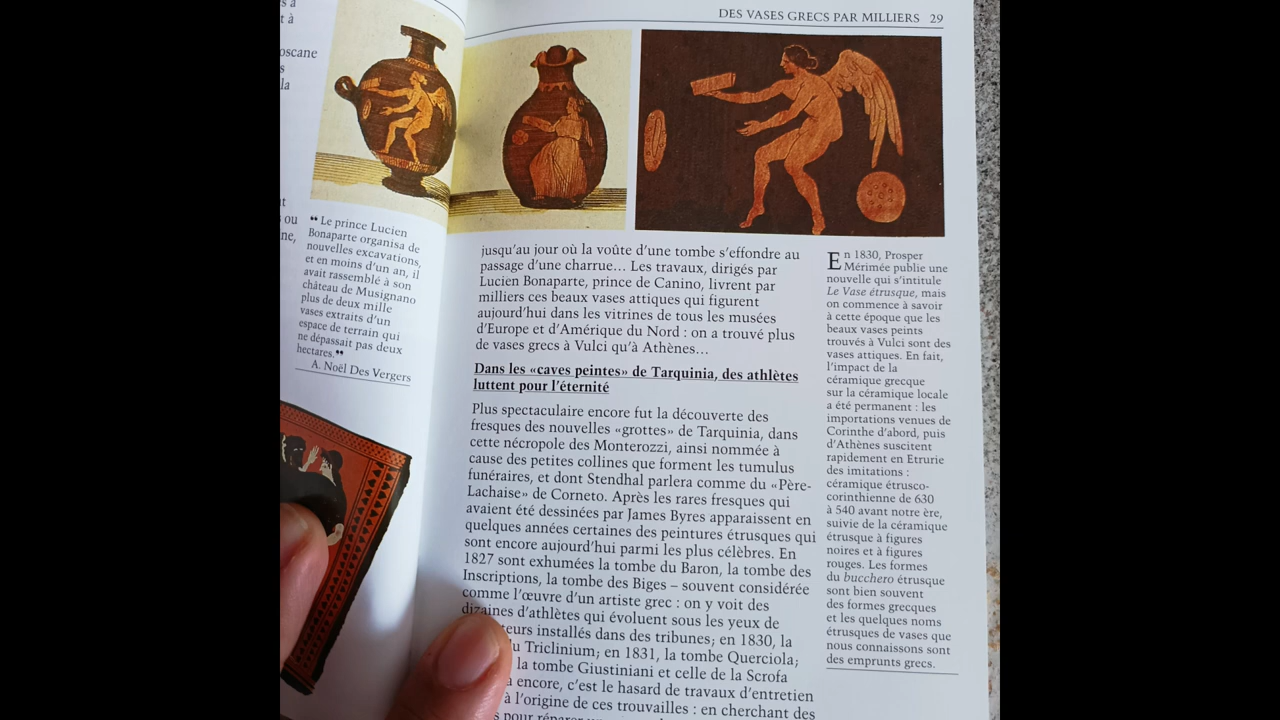 DES VASES GRECS PAR MILLIERS 29
s à
t à
oscane
s
la
t
ou
ne,
❝ Le prince Lucien
Bonaparte organisa de
nouvelles excavations,
et en moins d’un an, il
avait rassemblé à son
château de Musignano
plus de deux mille
vases extraits d’un
espace de terrain qui
ne dépassait pas deux
hectares.❞
A. Noël Des Vergers
jusqu’au jour où la voûte d’une tombe s’effondre au
passage d’une charrue… Les travaux, dirigés par
Lucien Bonaparte, prince de Canino, livrent par
milliers ces beaux vases attiques qui figurent
aujourd’hui dans les vitrines de tous les musées
d’Europe et d’Amérique du Nord : on a trouvé plus
de vases grecs à Vulci qu’à Athènes…
Dans les «caves peintes» de Tarquinia, des athlètes
luttent pour l’éternité
Plus spectaculaire encore fut la découverte des
fresques des nouvelles «grottes» de Tarquinia, dans
cette nécropole des Monterozzi, ainsi nommée à
cause des petites collines que forment les tumulus
funéraires, et dont Stendhal parlera comme du «Père-
Lachaise» de Corneto. Après les rares fresques qui
avaient été dessinées par James Byres apparaissent en
quelques années certaines des peintures étrusques qui
sont encore aujourd’hui parmi les plus célèbres. En
1827 sont exhumées la tombe du Baron, la tombe des
Inscriptions, la tombe des Biges – souvent considérée
comme l’œuvre d’un artiste grec : on y voit des
dizaines d’athlètes qui évoluent sous les yeux de
teurs installés dans des tribunes; en 1830, la
du Triclinium; en 1831, la tombe Querciola;
la tombe Giustiniani et celle de la Scrofa
encore, c’est le hasard de travaux d’entretien
à l’origine de ces trouvailles : en cherchant des
pour réparer
En 1830, Prosper
Mérimée publie une
nouvelle qui s’intitule
Le Vase étrusque, mais
on commence à savoir
à cette époque que les
beaux vases peints
trouvés à Vulci sont des
vases attiques. En fait,
l’impact de la
céramique grecque
sur la céramique locale
a été permanent : les
importations venues de
Corinthe d’abord, puis
d’Athènes suscitent
rapidement en Etrurie
des imitations :
céramique étrusco-
corinthienne de 630
à 540 avant notre ère,
suivie de la céramique
étrusque à figures
noires et à figures
rouges. Les formes
du bucchero étrusque
sont bien souvent
des formes grecques
et les quelques noms
étrusques de vases que
nous connaissons sont
des emprunts grecs.